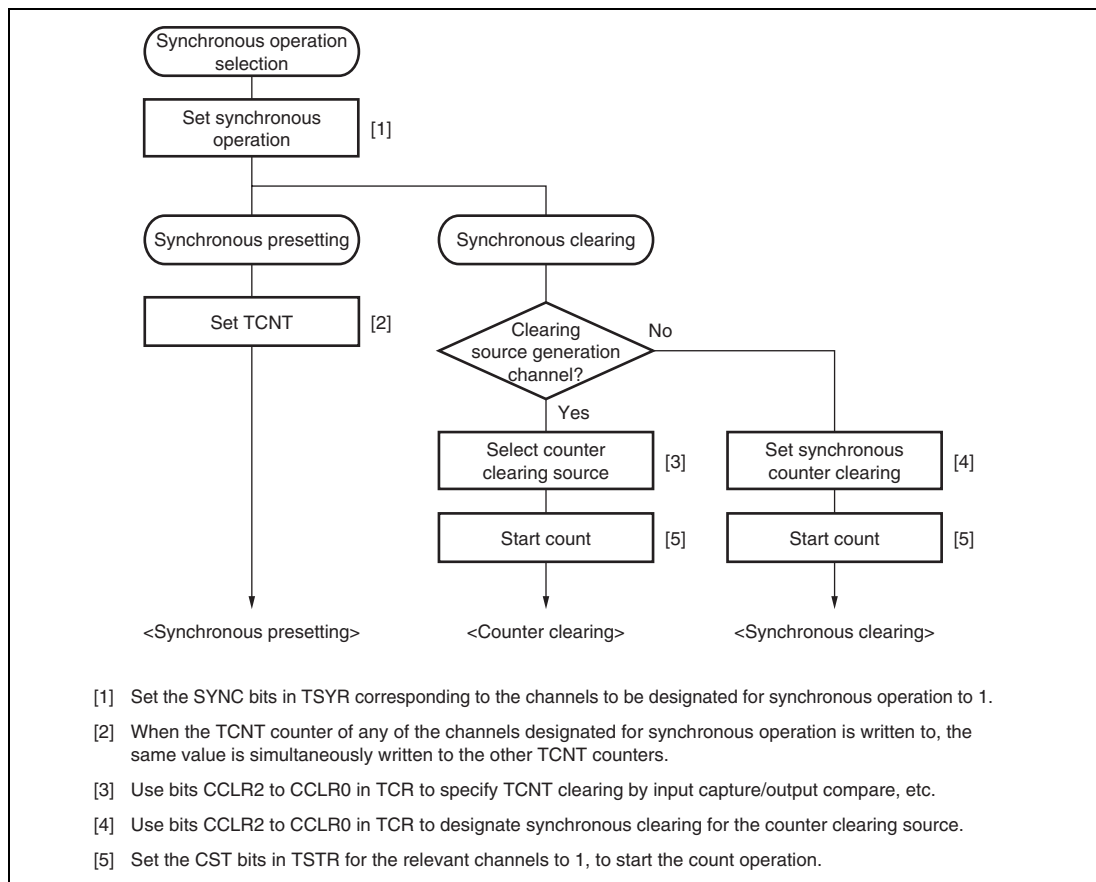 Synchronous operation
selection
Set synchronous
operation
[1]
Synchronous presetting
Synchronous clearing
Set TCNT
[2]
Clearing
source generation
channel?
No
Yes
Select counter
clearing source
[3]
Set synchronous
counter clearing
[4]
Start count
[5]
Start count
[5]
<Synchronous presetting>
<Counter clearing>
<Synchronous clearing>
[1] Set the SYNC bits in TSYR corresponding to the channels to be designated for synchronous operation to 1.
[2] When the TCNT counter of any of the channels designated for synchronous operation is written to, the
same value is simultaneously written to the other TCNT counters.
[3] Use bits CCLR2 to CCLR0 in TCR to specify TCNT clearing by input capture/output compare, etc.
[4] Use bits CCLR2 to CCLR0 in TCR to designate synchronous clearing for the counter clearing source.
[5] Set the CST bits in TSTR for the relevant channels to 1, to start the count operation.